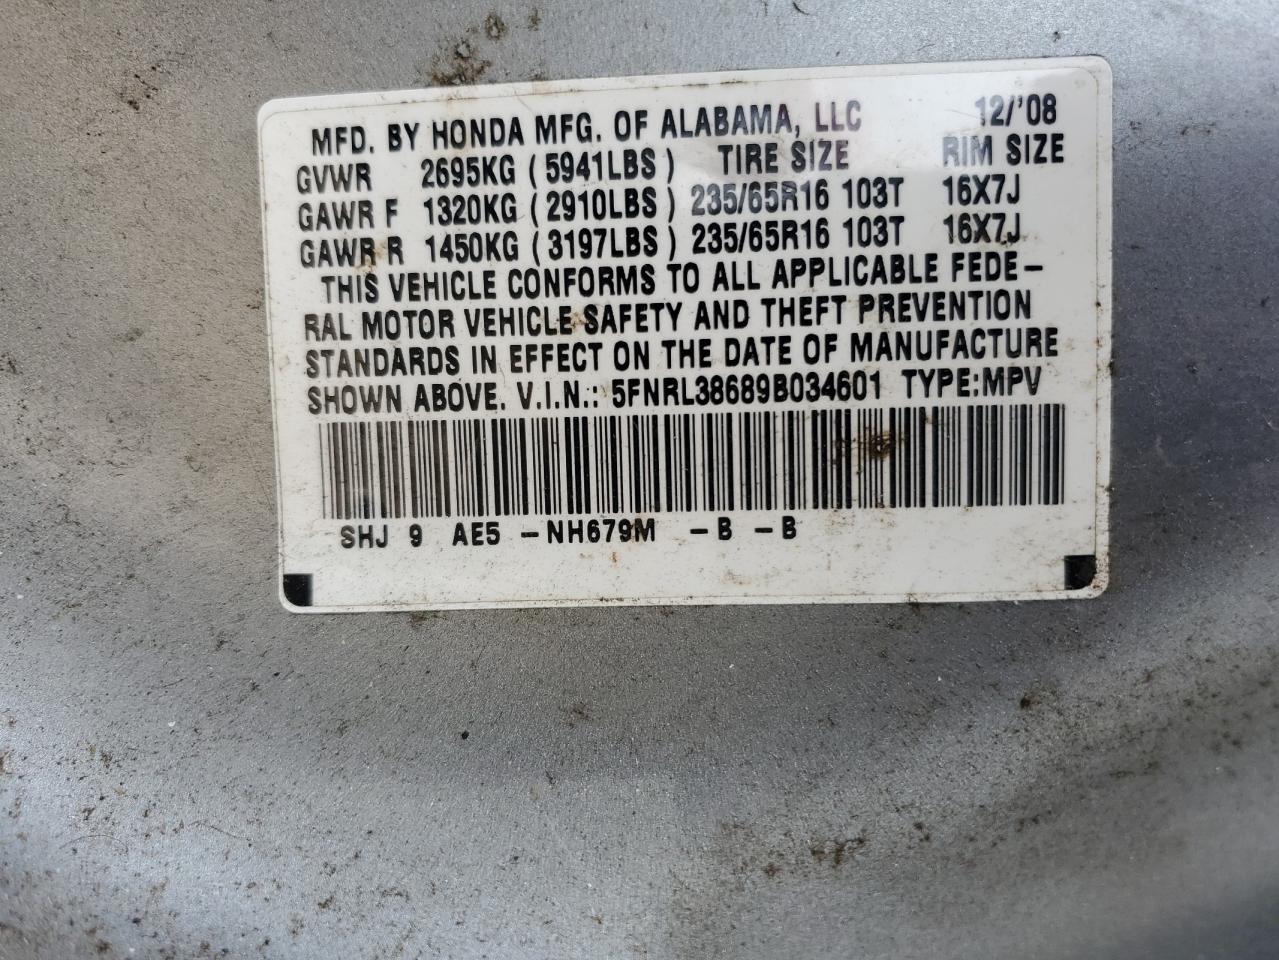 MFD. BY HONDA MFG. OF ALABAMA, LLC 12/'08
GVWR 2695KG (5941LBS) TIRE SIZE RIM SIZE
GAWR F 1320KG (2910LBS) 235/65R16 103T 16X7J
GAWR R 1450KG (3197LBS) 235/65R16 103T 16X7J
THIS VEHICLE CONFORMS TO ALL APPLICABLE FEDE-
RAL MOTOR VEHICLE SAFETY AND THEFT PREVENTION
STANDARDS IN EFFECT ON THE DATE OF MANUFACTURE
SHOWN ABOVE. V.I.N.: 5FNRL38689B034601 TYPE:MPV
SHJ 9 AE5 -NH679M -B -B